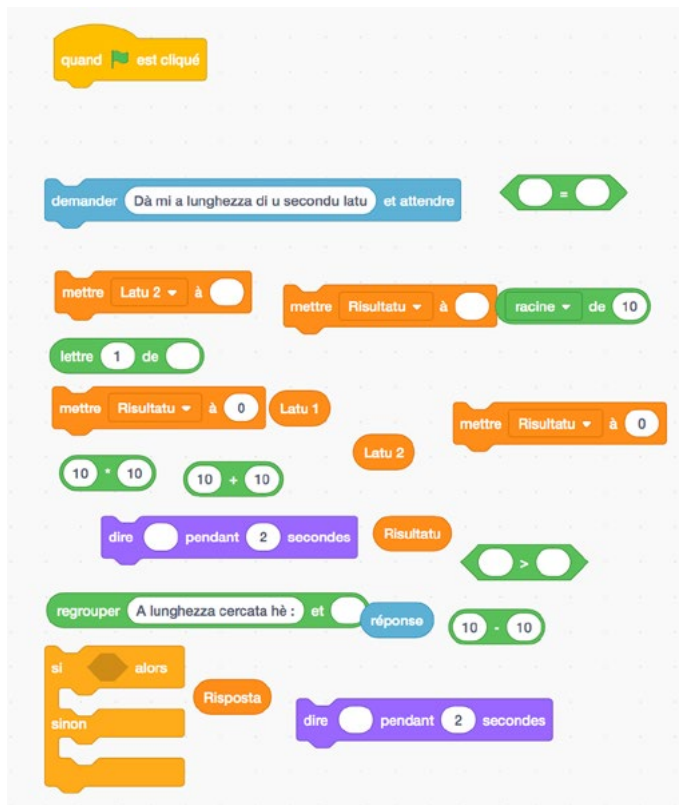 quand est cliqué
demander Dà mi a lunghezza di u secondu latu et attendre
=
mettre Latu 2 à
mettre Risultatu à
racine de 10
lettre 1 de
mettre Risultatu à 0
Latu 1
mettre Risultatu à 0
Latu 2
10 * 10
10 + 10
dire pendant 2 secondes
Risultatu
>
regrouper A lunghezza cercata hè : et
réponse
10 - 10
si alors
sinon
Risposta
dire pendant 2 secondes